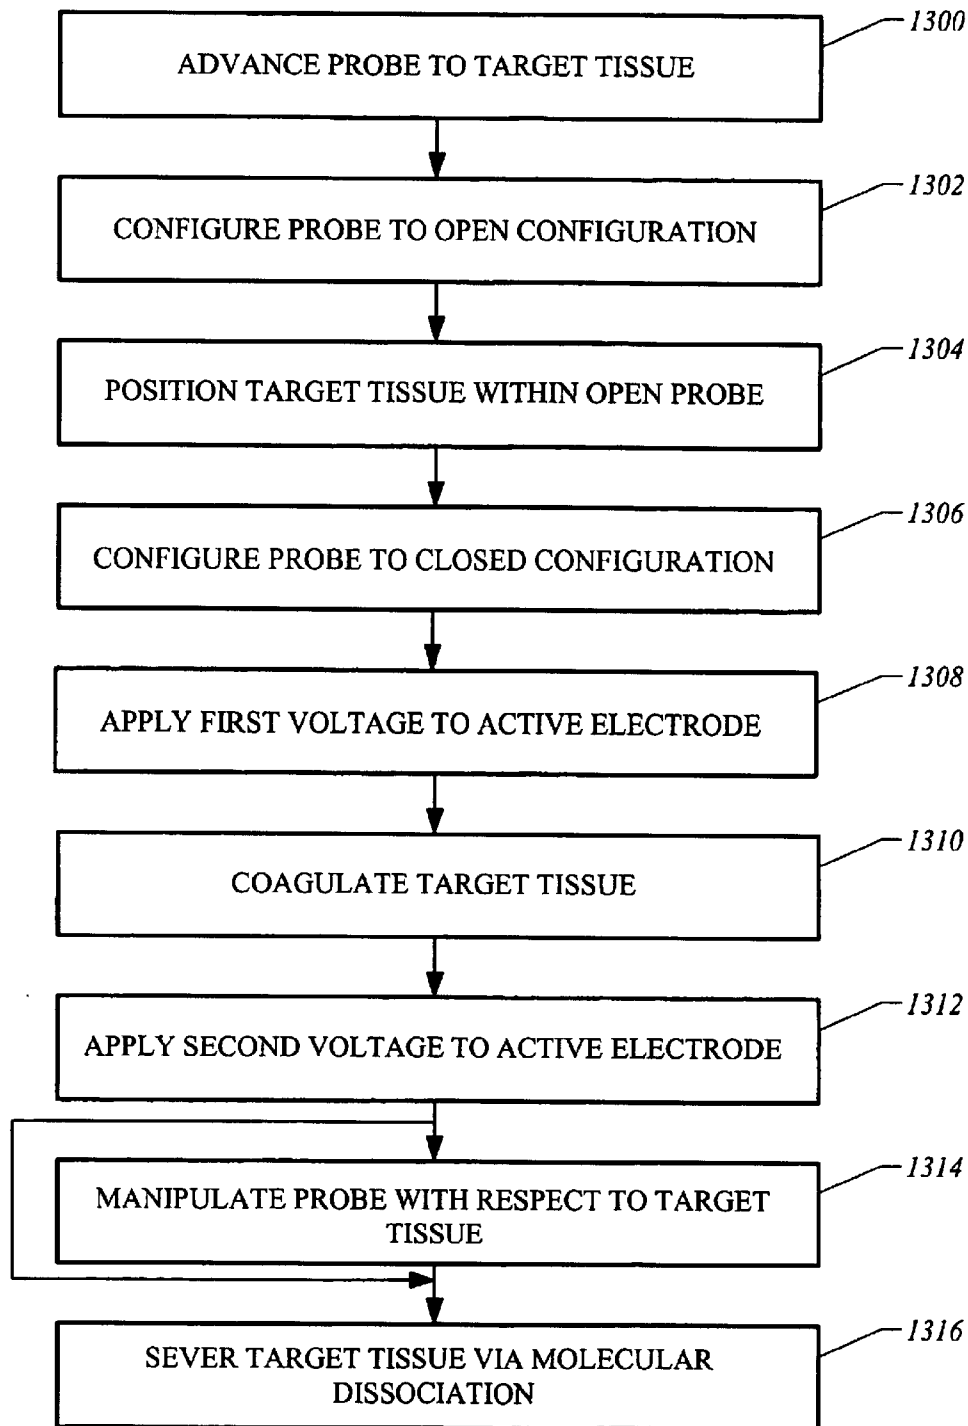 1300
ADVANCE PROBE TO TARGET TISSUE
1302
CONFIGURE PROBE TO OPEN CONFIGURATION
1304
POSITION TARGET TISSUE WITHIN OPEN PROBE
1306
CONFIGURE PROBE TO CLOSED CONFIGURATION
1308
APPLY FIRST VOLTAGE TO ACTIVE ELECTRODE
1310
COAGULATE TARGET TISSUE
1312
APPLY SECOND VOLTAGE TO ACTIVE ELECTRODE
1314
MANIPULATE PROBE WITH RESPECT TO TARGET
TISSUE
1316
SEVER TARGET TISSUE VIA MOLECULAR
DISSOCIATION